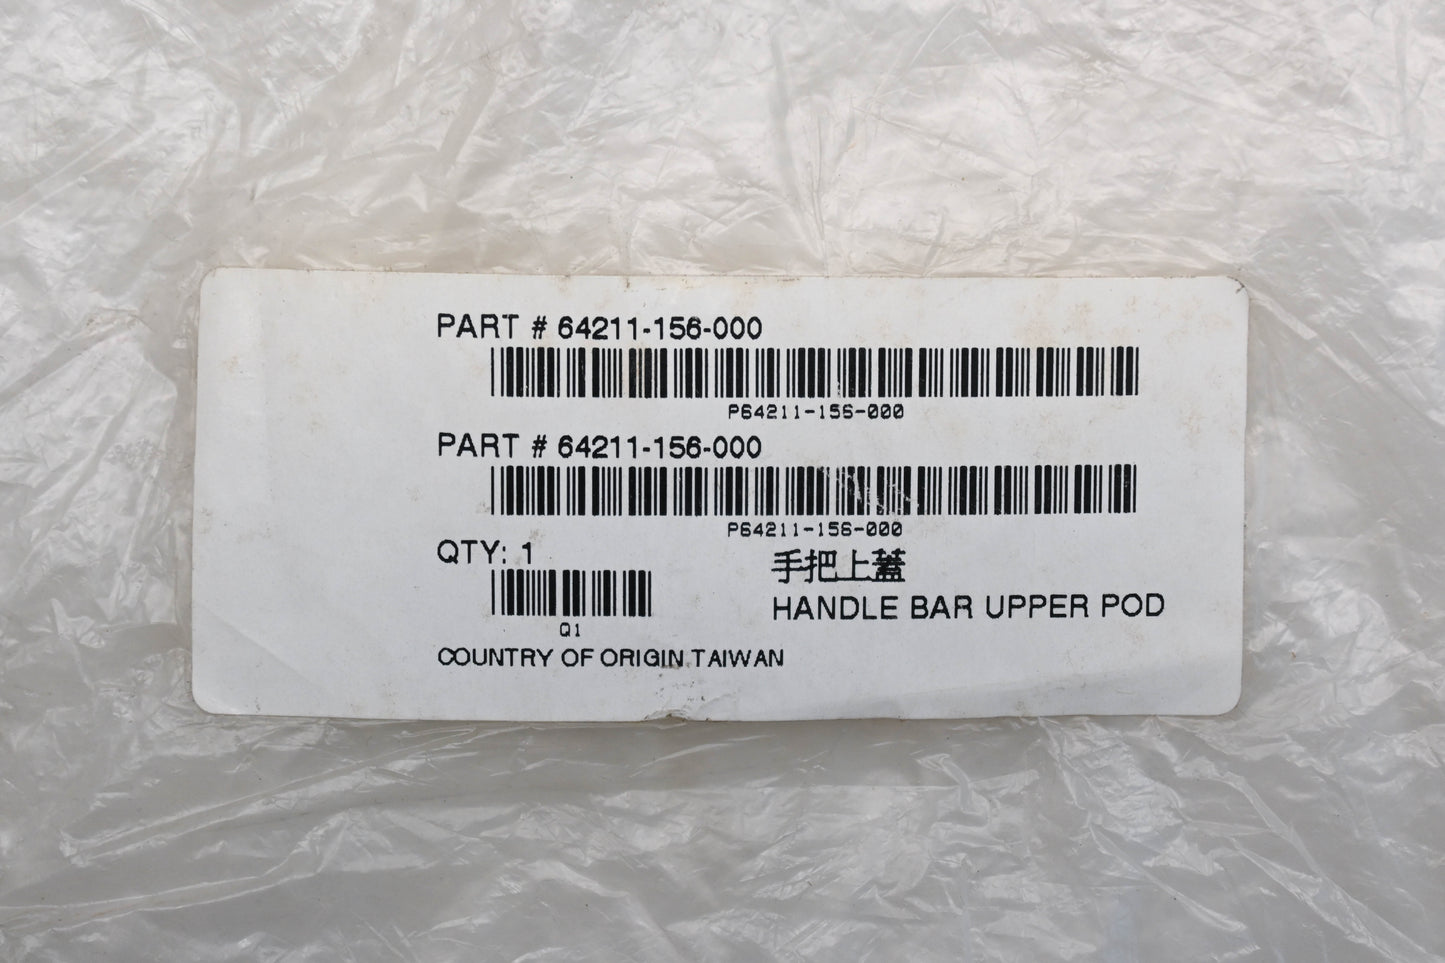 PART # 64211-156-000
P64211-156-000
PART # 64211-156-000
P64211-156-000
QTY: 1
Q1
手把上蓋
HANDLE BAR UPPER POD
COUNTRY OF ORIGIN TAIWAN